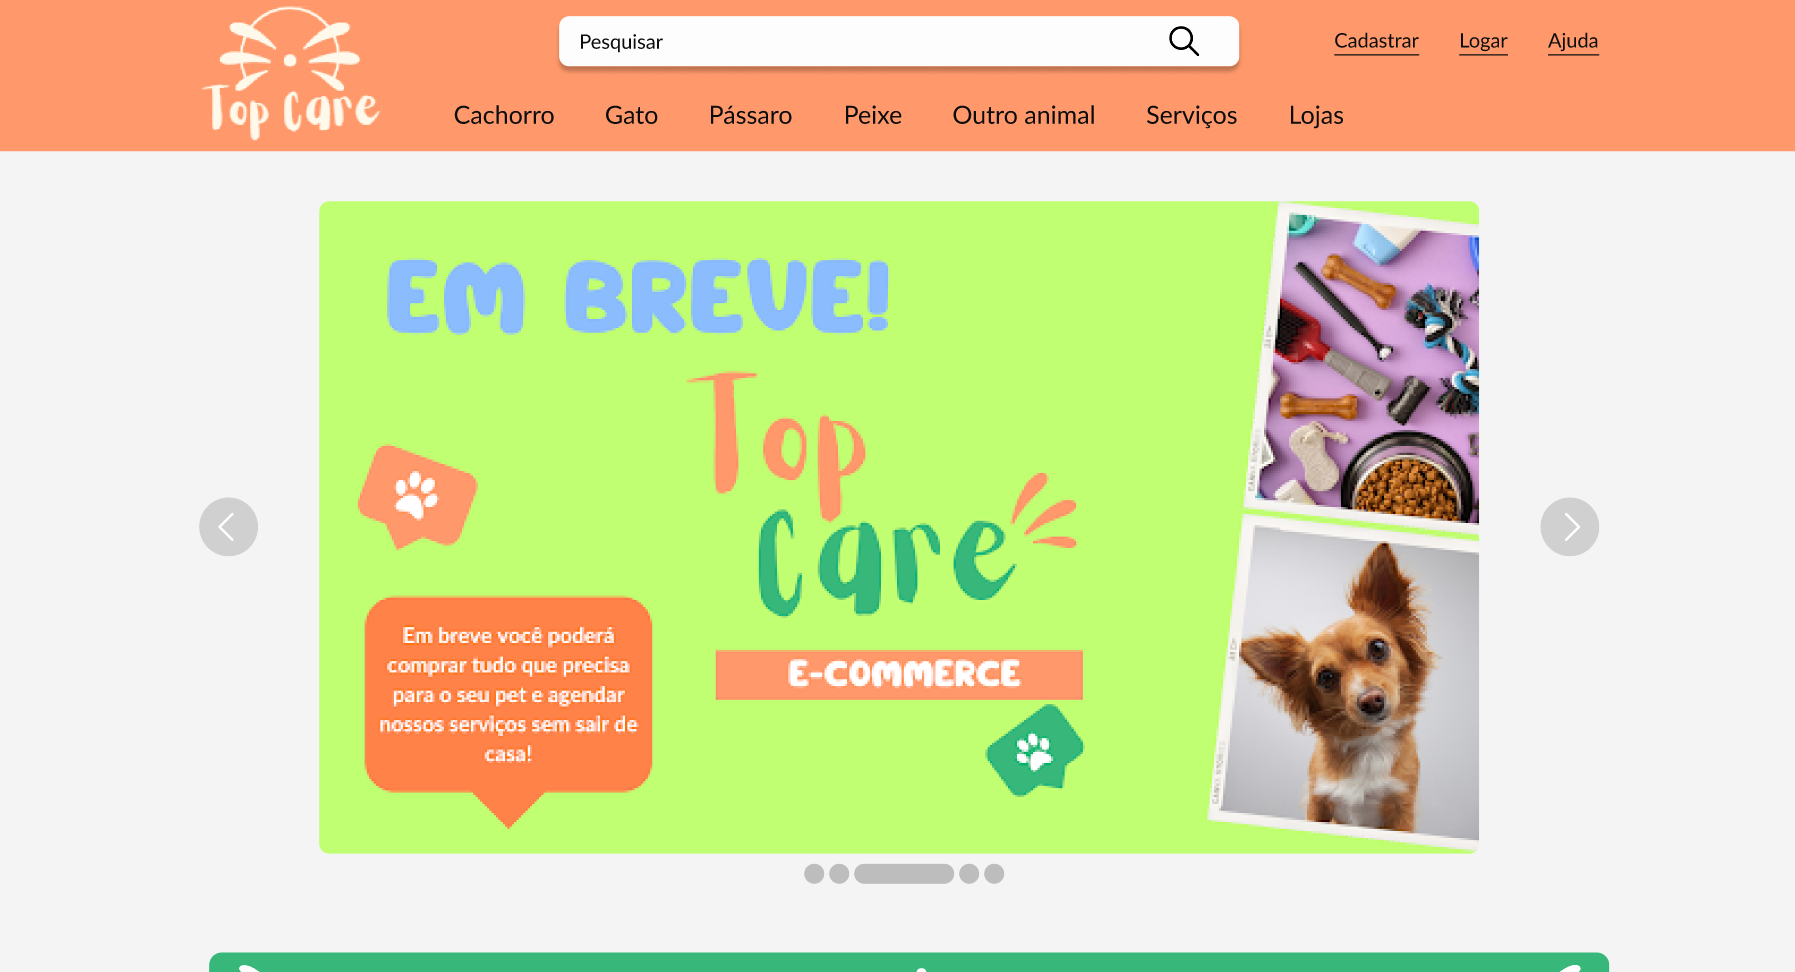 Top Care
Pesquisar
Cadastrar Logar Ajuda
Cachorro Gato Pássaro Peixe Outro animal Serviços Lojas
EM BREVE!
Top
Care
E-COMMERCE
Em breve você poderá
comprar tudo que precisa
para o seu pet e agendar
nossos serviços sem sair de
casa!